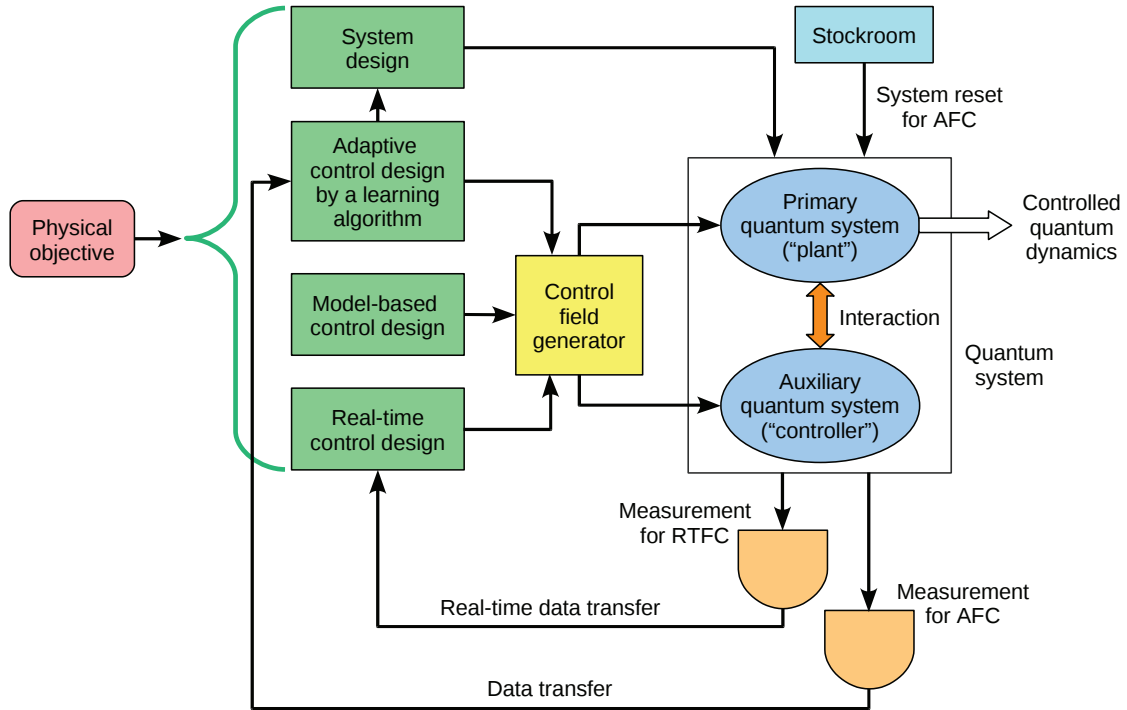 System
design
Stockroom
System reset
for AFC
Adaptive
control design
by a learning
algorithm
Physical
objective
Primary
quantum system
(“plant”)
Controlled
quantum
dynamics
Model-based
control design
Control
field
generator
Interaction
Quantum
system
Real-time
control design
Auxiliary
quantum system
(“controller”)
Measurement
for RTFC
Measurement
for AFC
Real-time data transfer
Data transfer